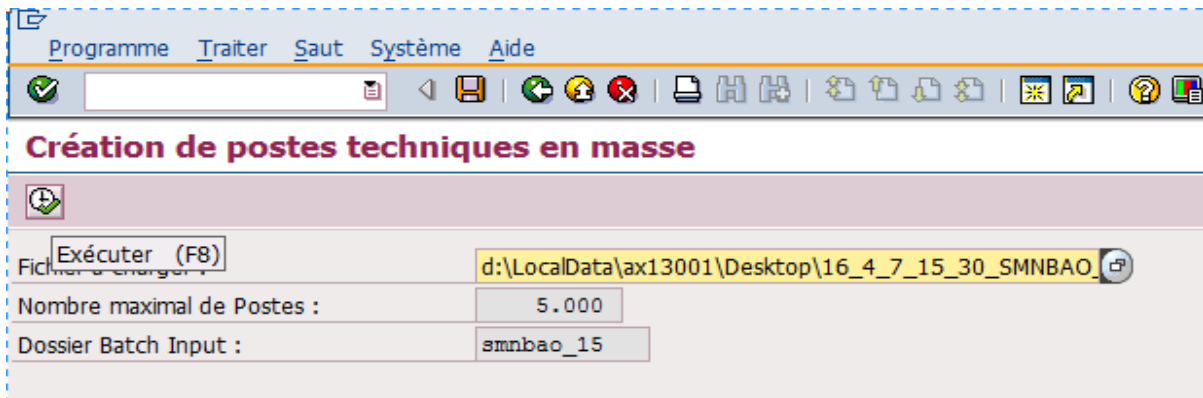 Programme Traiter Saut Système Aide
Création de postes techniques en masse
Exécuter (F8)
d:\LocalData\ax13001\Desktop\16_4_7_15_30_SMNBAO_
Nombre maximal de Postes : 5.000
Dossier Batch Input : smnbao_15